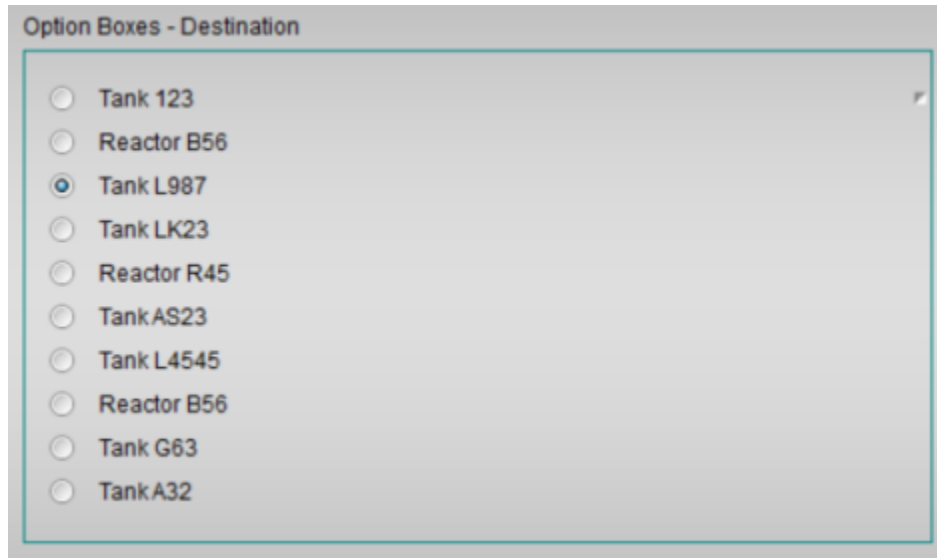 Option Boxes - Destination
Tank 123
Reactor B56
Tank L987
Tank LK23
Reactor R45
Tank AS23
Tank L4545
Reactor B56
Tank G63
Tank A32